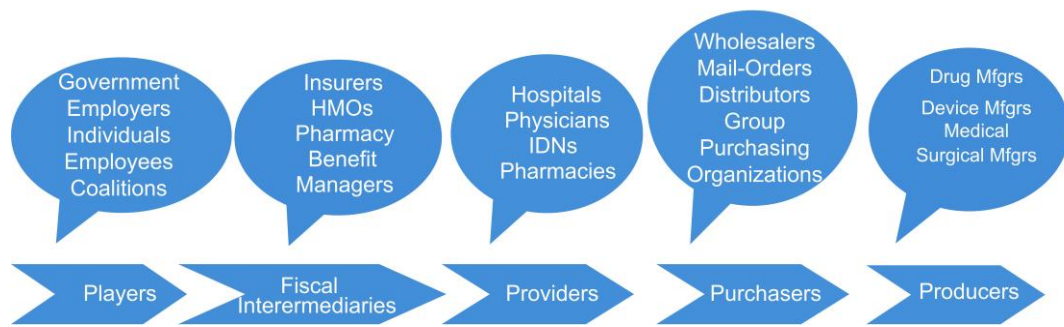 Government
Employers
Individuals
Employees
Coalitions
Insurers
HMOs
Pharmacy
Benefit
Managers
Hospitals
Physicians
IDNs
Pharmacies
Wholesalers
Mail-Orders
Distributors
Group
Purchasing
Organizations
Drug Mfgrs
Device Mfgrs
Medical
Surgical Mfgrs
Players
Fiscal
Interermediaries
Providers
Purchasers
Producers